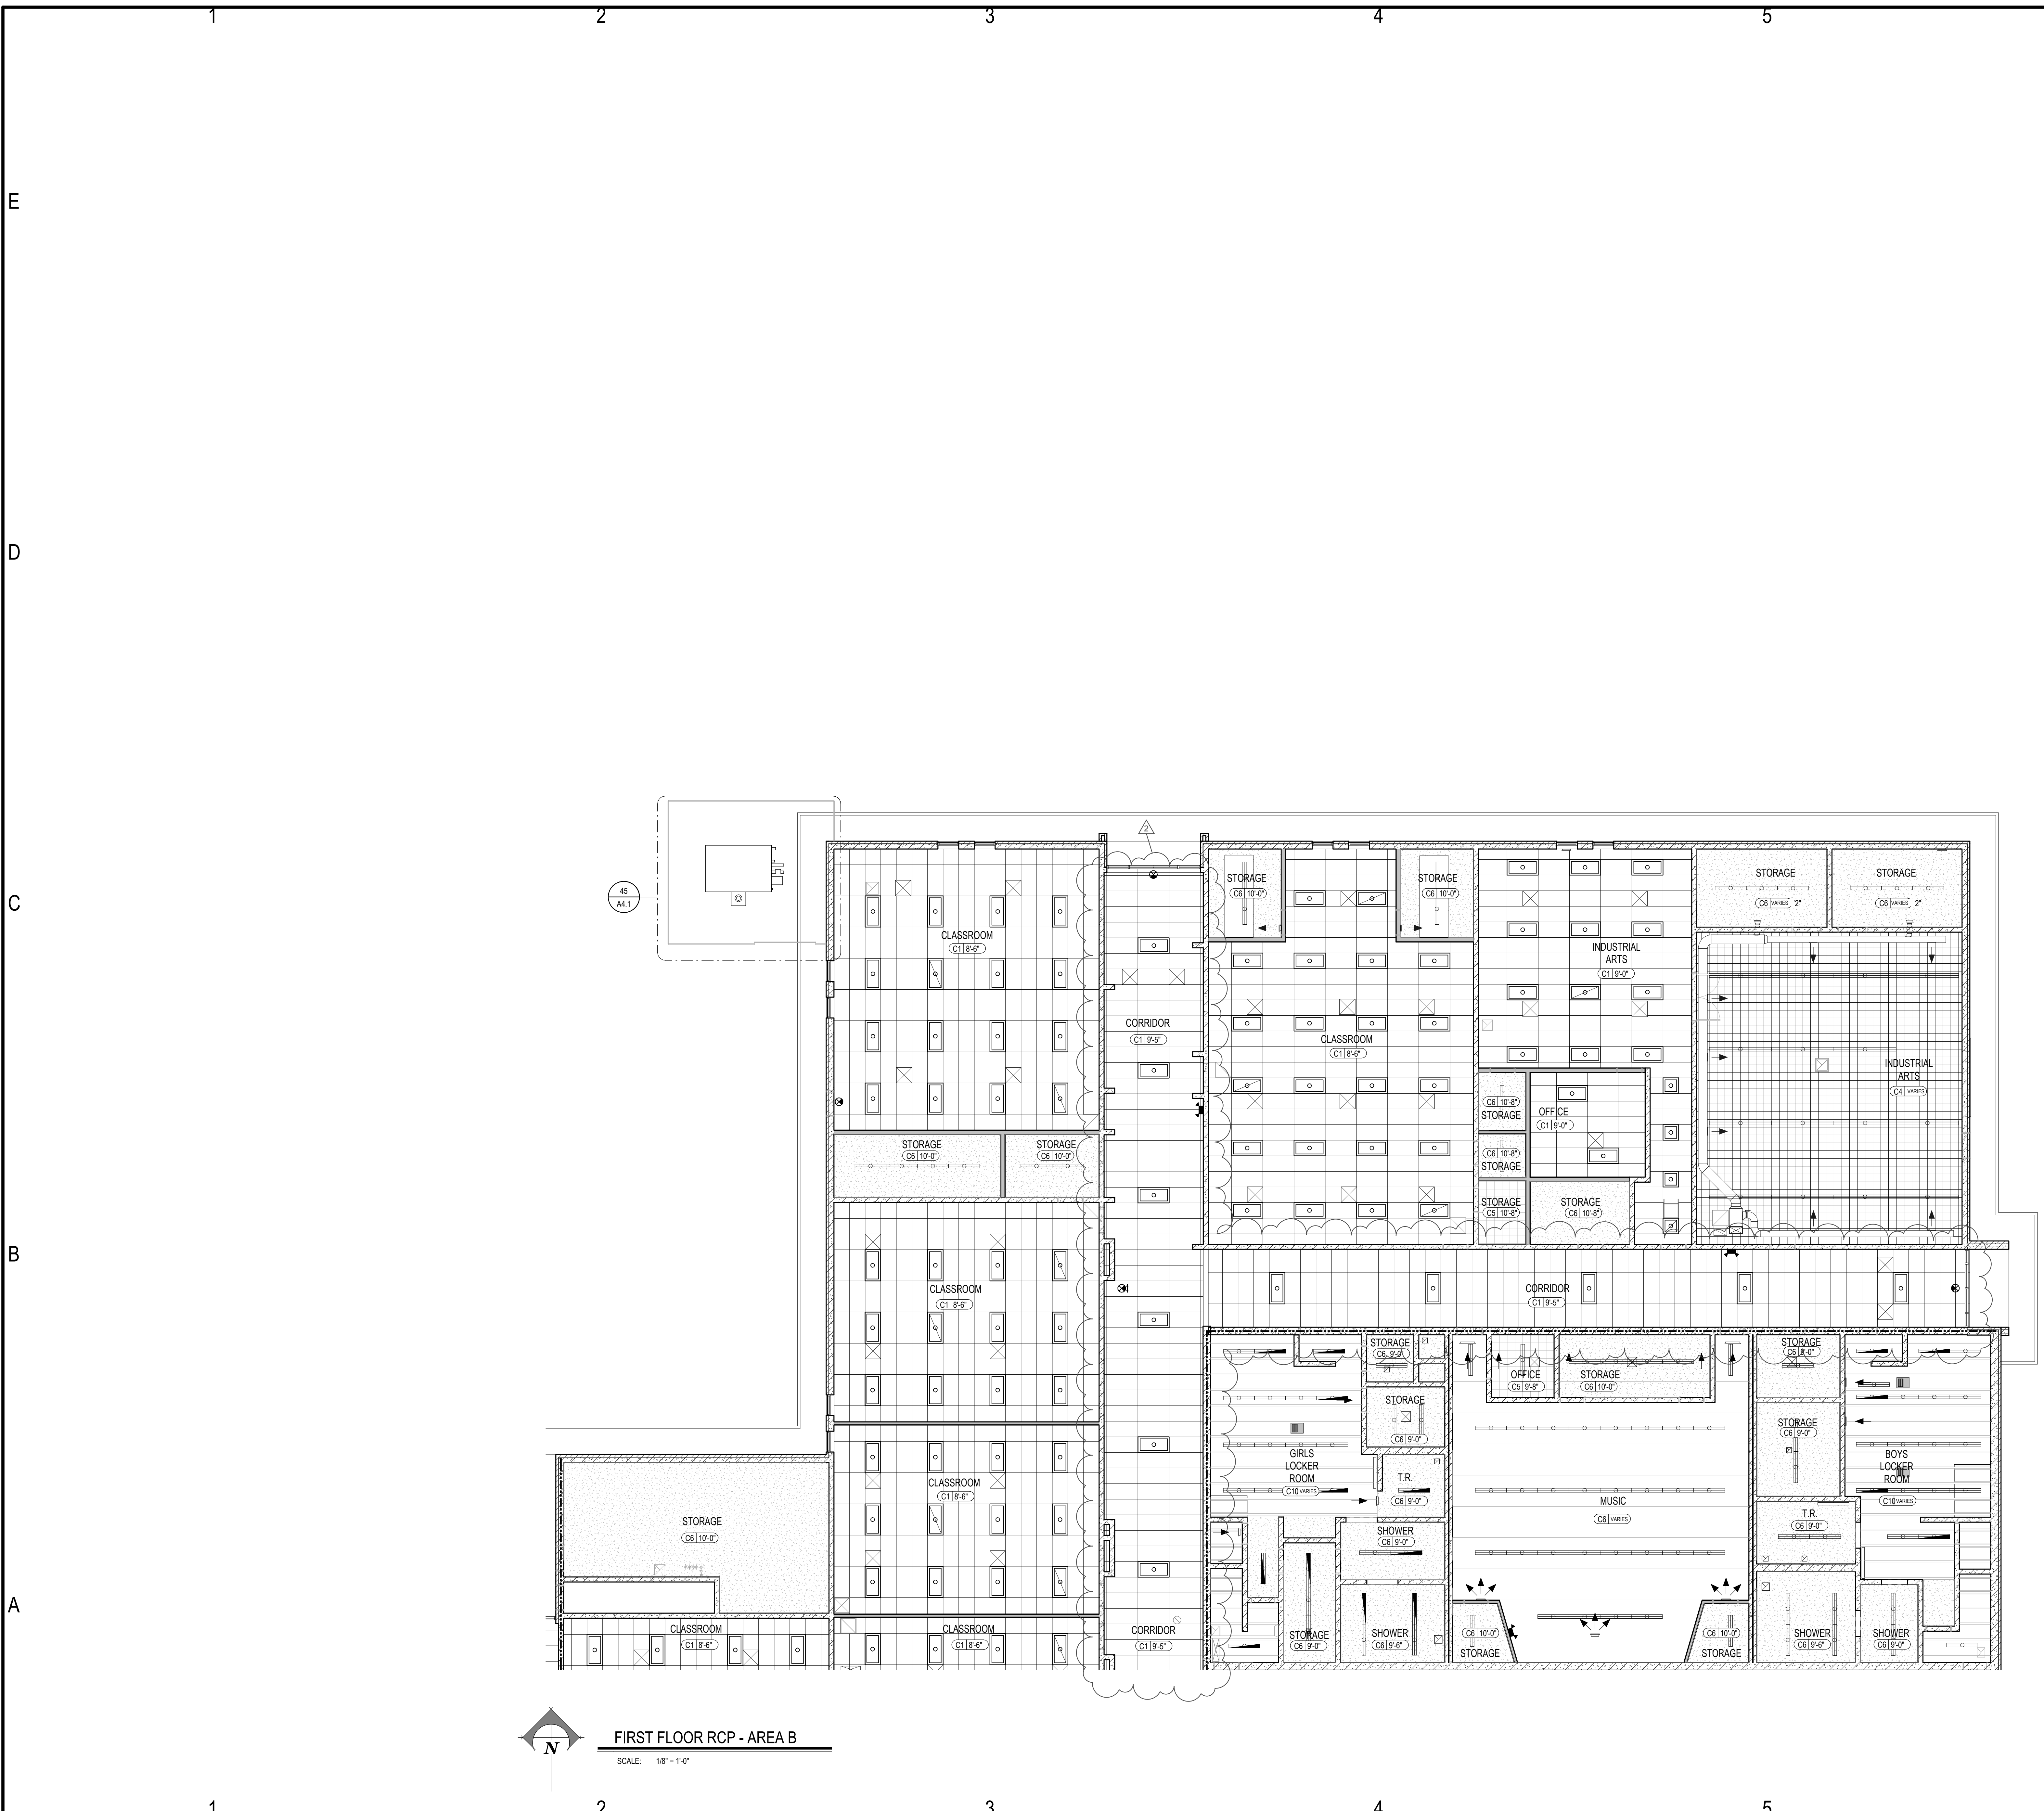 1 2 3 4 5
E
D
C
B
A
45
A4.1
2
CLASSROOM
C1 8'-6"
STORAGE
C6 10'-0"
STORAGE
C6 10'-0"
CORRIDOR
C1 9'-5"
STORAGE
C6 10'-0"
STORAGE
C6 10'-0"
CLASSROOM
C1 8'-6"
INDUSTRIAL
ARTS
C1 9'-0"
STORAGE
C6 VARIES 2"
STORAGE
C6 VARIES 2"
INDUSTRIAL
ARTS
C4 VARIES
C6 10'-8"
STORAGE
OFFICE
C1 9'-0"
C6 10'-8"
STORAGE
STORAGE
C5 10'-8"
STORAGE
C6 10'-8"
CLASSROOM
C1 8'-6"
CORRIDOR
C1 9'-5"
CLASSROOM
C1 8'-6"
STORAGE
C6 10'-0"
CLASSROOM
C1 8'-6"
CLASSROOM
C1 8'-6"
CORRIDOR
C1 9'-5"
STORAGE
C6 9'-0"
STORAGE
C6 9'-0"
GIRLS
LOCKER
ROOM
C10 VARIES
T.R.
C6 9'-0"
SHOWER
C6 9'-0"
STORAGE
C6 9'-0"
SHOWER
C6 9'-6"
OFFICE
C5 9'-8"
STORAGE
C6 10'-0"
MUSIC
C6 VARIES
C6 10'-0"
STORAGE
C6 10'-0"
STORAGE
STORAGE
C6 8'-0"
STORAGE
C6 9'-0"
BOYS
LOCKER
ROOM
C10 VARIES
T.R.
C6 9'-0"
SHOWER
C6 9'-6"
SHOWER
C6 9'-0"
N
FIRST FLOOR RCP - AREA B
SCALE: 1/8" = 1'-0"
1 2 3 4 5